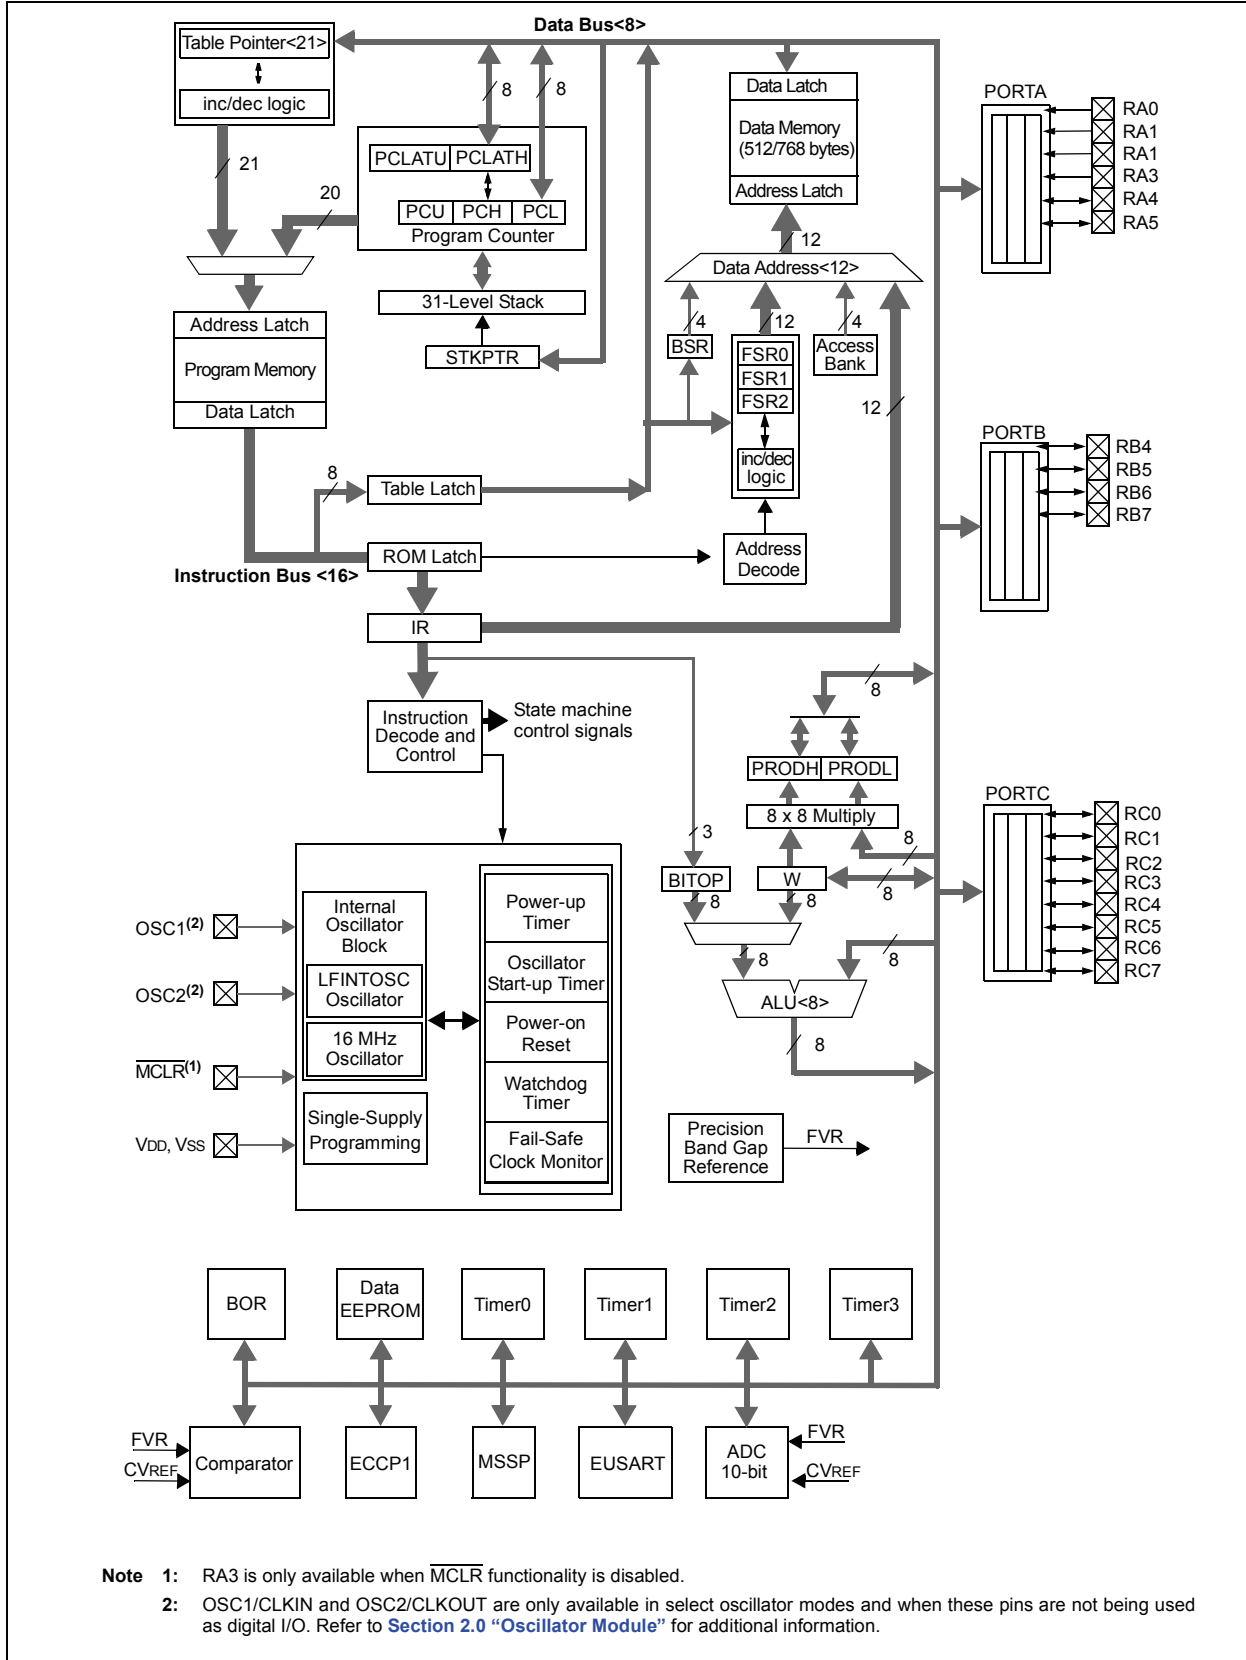 Data Bus<8>
Table Pointer<21>
inc/dec logic
21
20
8
8
PCLATU PCLATH
PCU PCH PCL
Program Counter
31-Level Stack
STKPTR
Address Latch
Program Memory
Data Latch
8
Table Latch
ROM Latch
Instruction Bus <16>
IR
Instruction
Decode and
Control
State machine
control signals
Data Latch
Data Memory
(512/768 bytes)
Address Latch
12
Data Address<12>
4
12
4
BSR
FSR0
FSR1
FSR2
inc/dec
logic
Access
Bank
12
Address
Decode
PORTA
RA0
RA1
RA1
RA3
RA4
RA5
PORTB
RB4
RB5
RB6
RB7
PORTC
RC0
RC1
RC2
RC3
RC4
RC5
RC6
RC7
8
PRODH PRODL
8 x 8 Multiply
3
8
BITOP
W
8
8
8
8
8
ALU<8>
8
OSC1(2)
OSC2(2)
MCLR(1)
VDD, VSS
Internal
Oscillator
Block
LFINTOSC
Oscillator
16 MHz
Oscillator
Single-Supply
Programming
Power-up
Timer
Oscillator
Start-up Timer
Power-on
Reset
Watchdog
Timer
Fail-Safe
Clock Monitor
Precision
Band Gap
Reference
FVR
BOR
Data
EEPROM
Timer0
Timer1
Timer2
Timer3
FVR
CVREF
Comparator
ECCP1
MSSP
EUSART
ADC
10-bit
FVR
CVREF
Note 1: RA3 is only available when MCLR functionality is disabled.
2: OSC1/CLKIN and OSC2/CLKOUT are only available in select oscillator modes and when these pins are not being used
as digital I/O. Refer to Section 2.0 “Oscillator Module” for additional information.